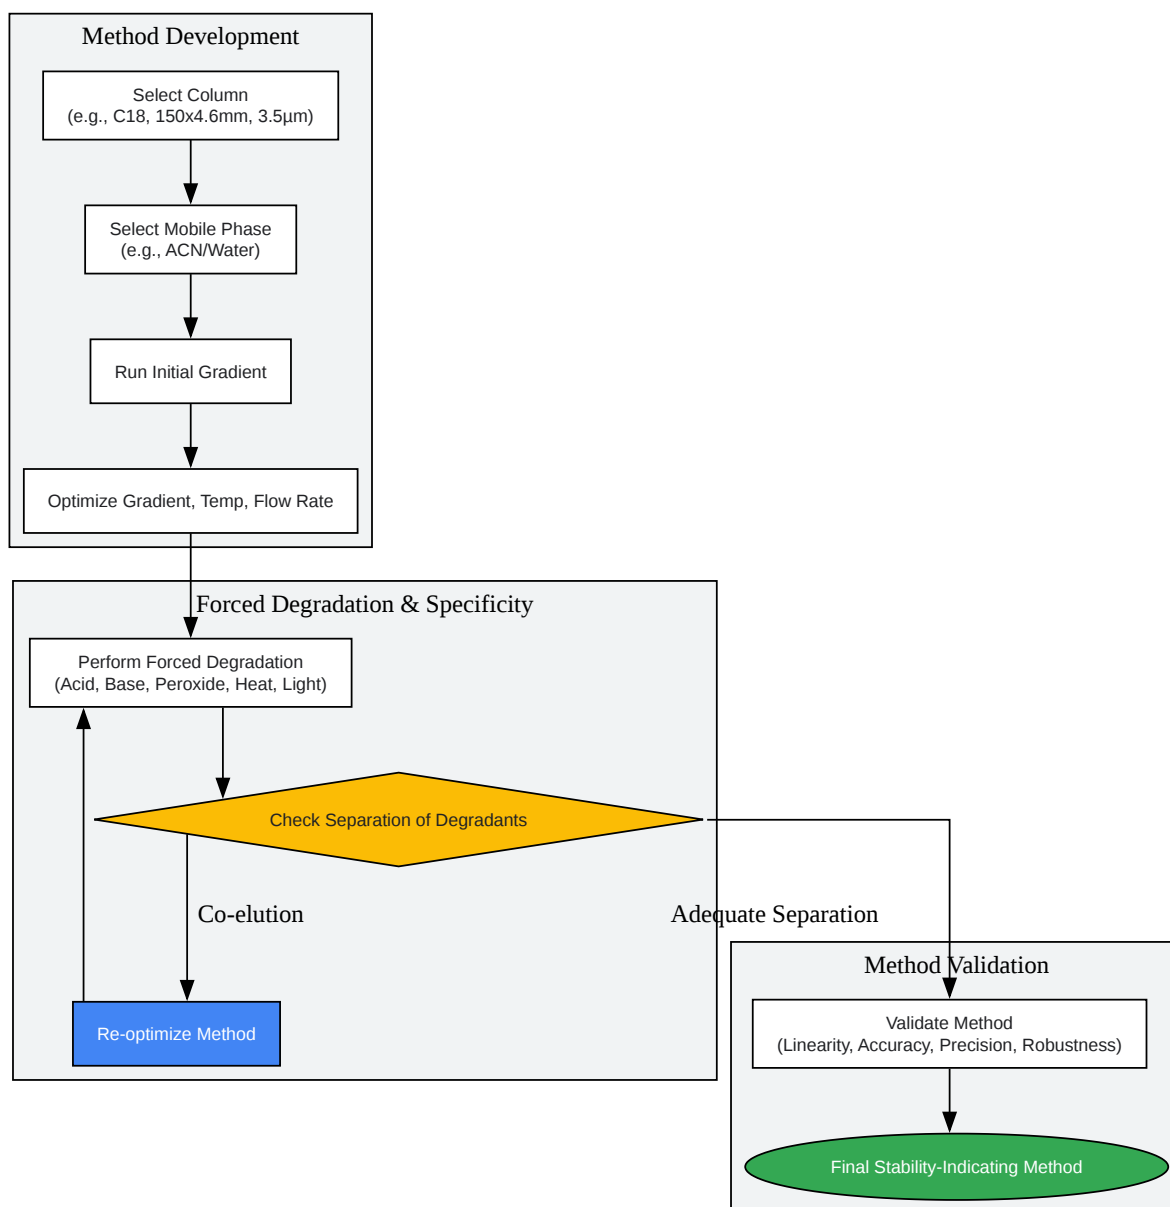 Method Development
Select Column
(e.g., C18, 150x4.6mm, 3.5µm)
Select Mobile Phase
(e.g., ACN/Water)
Run Initial Gradient
Optimize Gradient, Temp, Flow Rate
Forced Degradation & Specificity
Perform Forced Degradation
(Acid, Base, Peroxide, Heat, Light)
Check Separation of Degradants
Co-elution
Adequate Separation
Re-optimize Method
Method Validation
Validate Method
(Linearity, Accuracy, Precision, Robustness)
Final Stability-Indicating Method